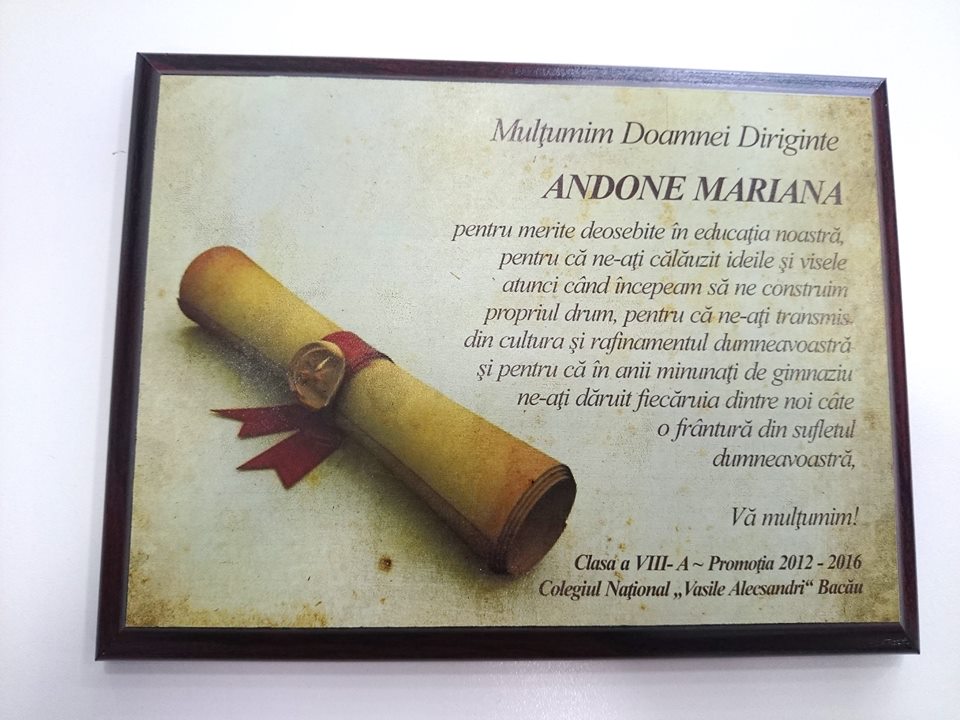 Mulţumim Doamnei Diriginte
ANDONE MARIANA
pentru merite deosebite în educaţia noastră,
pentru că ne-aţi călăuzit ideile şi visele
atunci când începeam să ne construim
propriul drum, pentru că ne-aţi transmis
din cultura şi rafinamentul dumneavoastră
şi pentru că în anii minunaţi de gimnaziu
ne-aţi dăruit fiecăruia dintre noi câte
o frântură din sufletul
dumneavoastră,
Vă mulţumim!
Clasa a VIII- A ~ Promoţia 2012 - 2016
Colegiul Naţional „Vasile Alecsandri“ Bacău